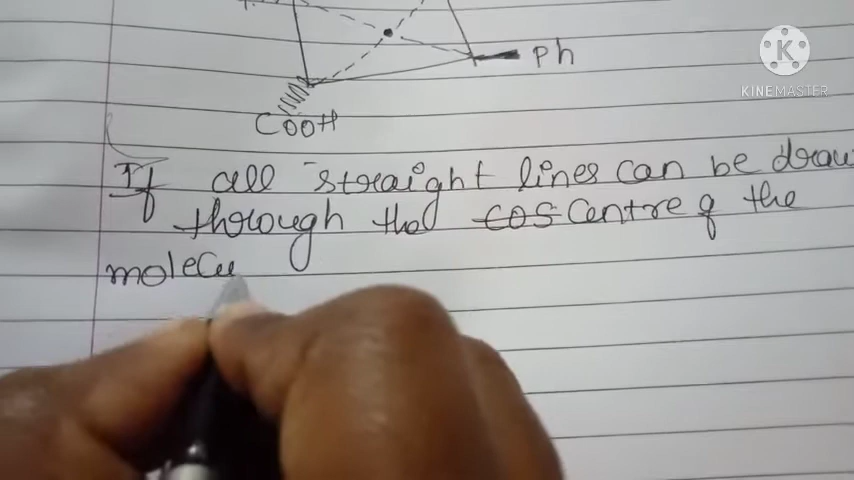 Ph
K
KINEMASTER
COOH
If all straight lines can be draw
through the COS Centre of the
molecu